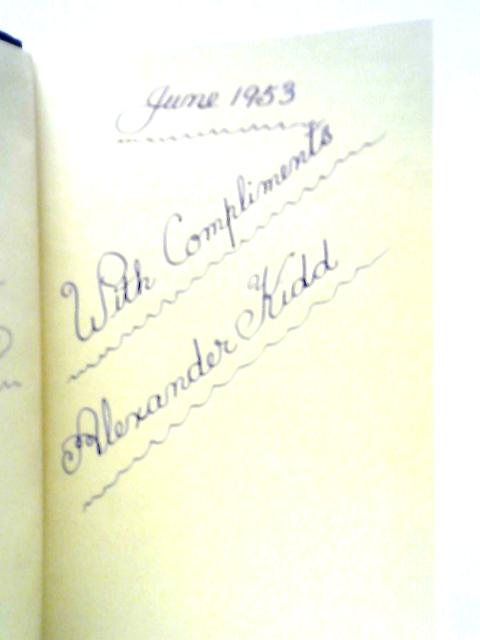 June 1953
With Compliments
Alexander Kidd